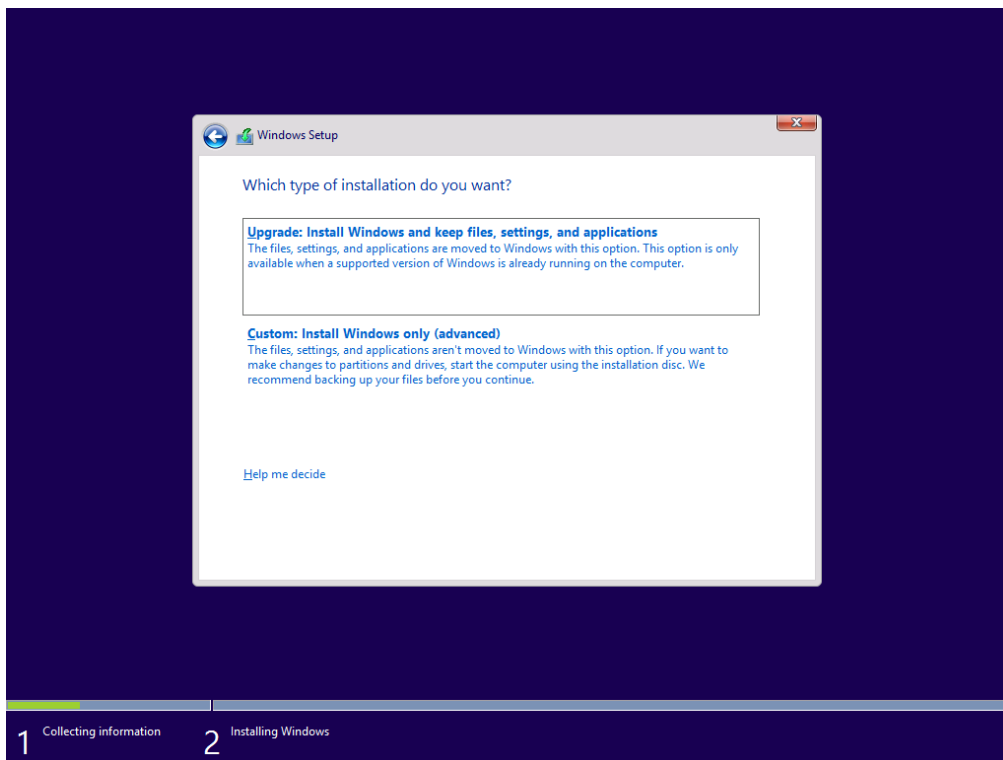 Windows Setup
Which type of installation do you want?
Upgrade: Install Windows and keep files, settings, and applications
The files, settings, and applications are moved to Windows with this option. This option is only
available when a supported version of Windows is already running on the computer.
Custom: Install Windows only (advanced)
The files, settings, and applications aren't moved to Windows with this option. If you want to
make changes to partitions and drives, start the computer using the installation disc. We
recommend backing up your files before you continue.
Help me decide
1 Collecting information 2 Installing Windows